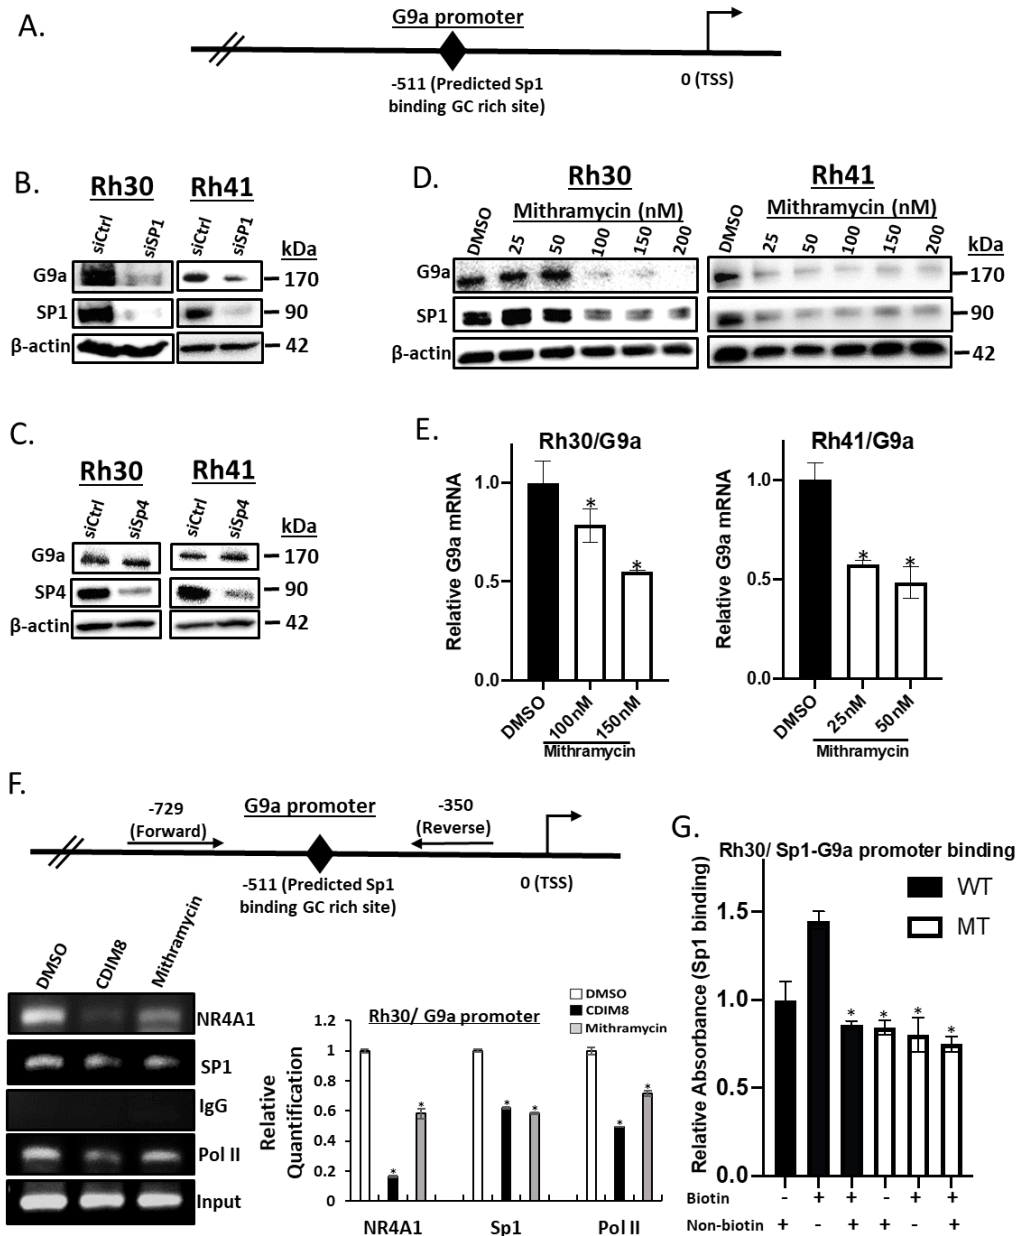 A.
G9a promoter
-511 (Predicted Sp1
binding GC rich site)
0 (TSS)
B.
Rh30
Rh41
siCtrl
siSP1
siCtrl
siSP1
kDa
G9a
170
SP1
90
β-actin
42
D.
Rh30
Rh41
Mithramycin (nM)
Mithramycin (nM)
DMSO
25
50
100
150
200
DMSO
25
50
100
150
200
kDa
G9a
170
SP1
90
β-actin
42
C.
Rh30
Rh41
siCtrl
siSp4
siCtrl
siSp4
kDa
G9a
170
SP4
90
β-actin
42
E.
Rh30/G9a
Relative G9a mRNA
1.0
0.5
0.0
*
*
DMSO
100nM
150nM
Mithramycin
Rh41/G9a
Relative G9a mRNA
1.0
0.5
0.0
*
*
DMSO
25nM
50nM
Mithramycin
F.
-729
(Forward)
G9a promoter
-350
(Reverse)
-511 (Predicted Sp1
binding GC rich site)
0 (TSS)
DMSO
CDIM8
Mithramycin
NR4A1
SP1
IgG
Pol II
Input
DMSO
CDIM8
Mithramycin
Rh30/ G9a promoter
Relative
Quantification
1.2
1
0.8
0.6
0.4
0.2
0
*
*
*
*
*
*
NR4A1
Sp1
Pol II
G.
Rh30/ Sp1-G9a promoter binding
WT
MT
Relative Absorbance (Sp1 binding)
1.5
1.0
0.5
0.0
*
*
*
*
Biotin
- + + - + +
Non-biotin
+ - + + - +